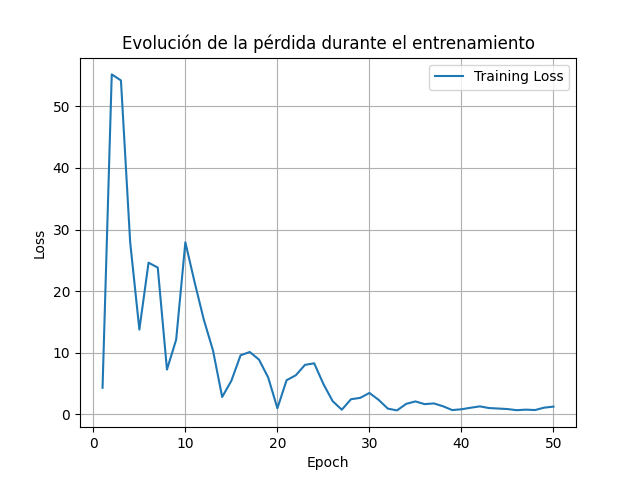 Evolución de la pérdida durante el entrenamiento
Training Loss
Loss
50
40
30
20
10
0
0 10 20 30 40 50
Epoch